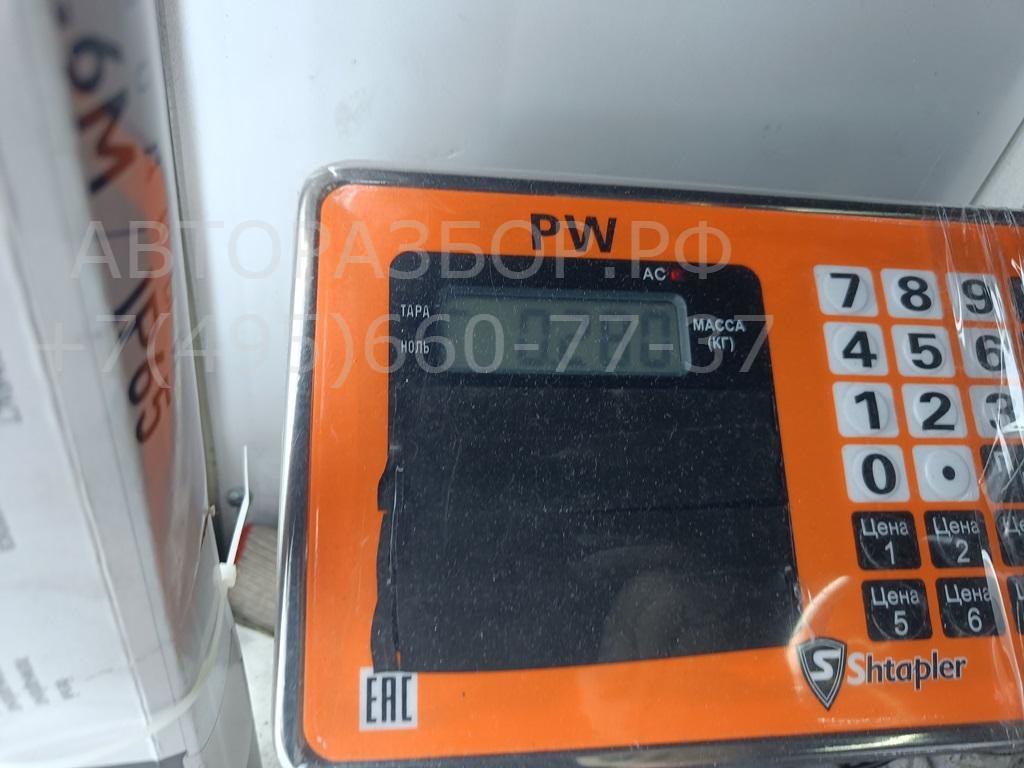 PW
АВТОРАЗБОР.РФ
+7(495)660-77-37
AC
ТАРА
НОЛЬ
МАССА
(КГ)
7 8 9
4 5 6
1 2 3
0 •
Цена
1
Цена
2
Цена
5
Цена
6
Shtapler
EAC